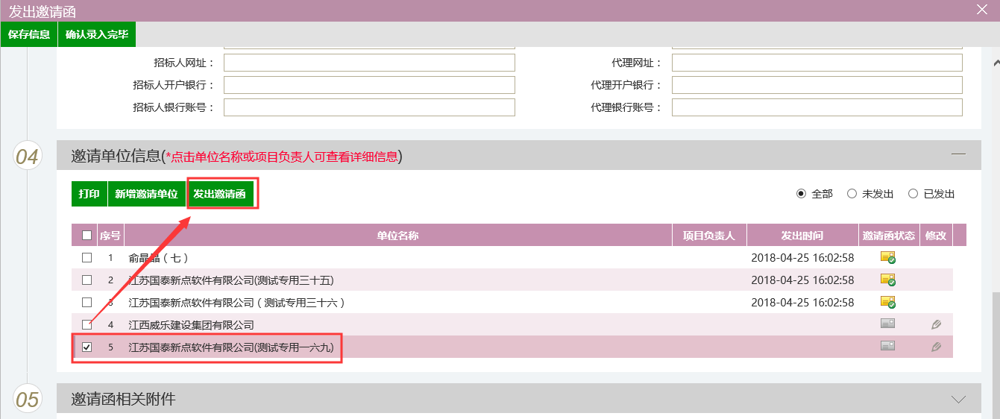 发出邀请函
保存信息 确认录入完毕
招标人网址： 代理网址：
招标人开户银行： 代理开户银行：
招标人银行账号： 代理银行账号：
04 邀请单位信息(*点击单位名称或项目负责人可查看详细信息)
打印 新增邀请单位 发出邀请函 全部 未发出 已发出
序号 单位名称 项目负责人 发出时间 邀请函状态 修改
1 俞晶晶（七） 2018-04-25 16:02:58
2 江苏国泰新点软件有限公司(测试专用三十五) 2018-04-25 16:02:58
3 江苏国泰新点软件有限公司（测试专用三十六） 2018-04-25 16:02:58
4 江西威乐建设集团有限公司
5 江苏国泰新点软件有限公司(测试专用一六九)
05 邀请函相关附件